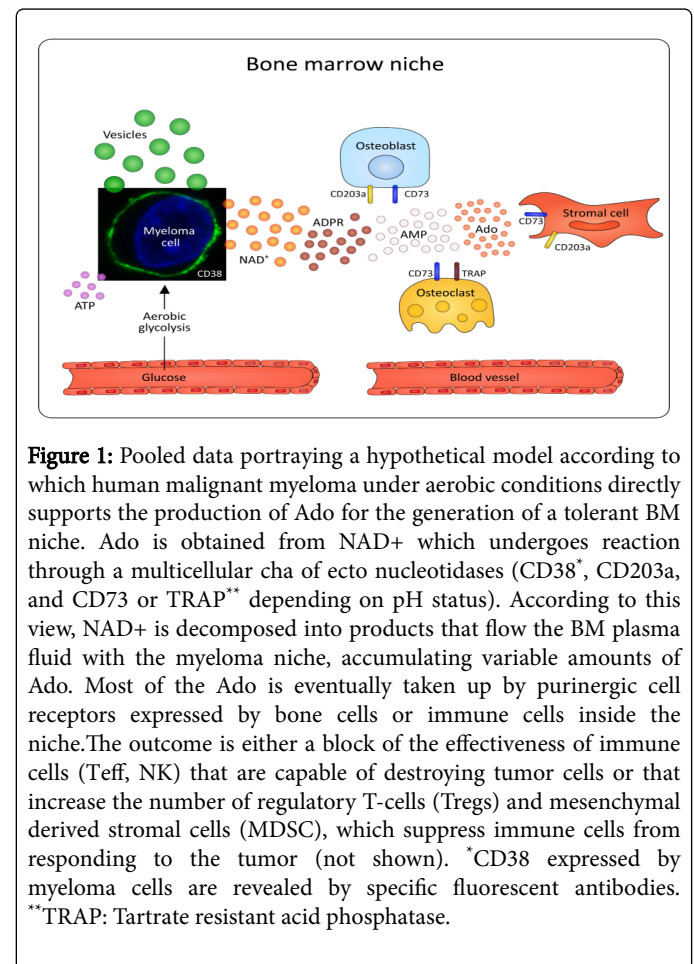 Bone marrow niche
Vesicles
Osteoblast
CD203a
CD73
Myeloma
cell
CD38
NAD+
ADPR
AMP
Ado
CD73
Stromal cell
CD203a
ATP
CD73
TRAP
Osteoclast
Aerobic
glycolysis
Glucose
Blood vessel
Figure 1: Pooled data portraying a hypothetical model according to
which human malignant myeloma under aerobic conditions directly
supports the production of Ado for the generation of a tolerant BM
niche. Ado is obtained from NAD+ which undergoes reaction
through a multicellular cha of ecto nucleotidases (CD38*, CD203a,
and CD73 or TRAP** depending on pH status). According to this
view, NAD+ is decomposed into products that flow the BM plasma
fluid with the myeloma niche, accumulating variable amounts of
Ado. Most of the Ado is eventually taken up by purinergic cell
receptors expressed by bone cells or immune cells inside the
niche.The outcome is either a block of the effectiveness of immune
cells (Teff, NK) that are capable of destroying tumor cells or that
increase the number of regulatory T-cells (Tregs) and mesenchymal
derived stromal cells (MDSC), which suppress immune cells from
responding to the tumor (not shown). *CD38 expressed by
myeloma cells are revealed by specific fluorescent antibodies.
**TRAP: Tartrate resistant acid phosphatase.